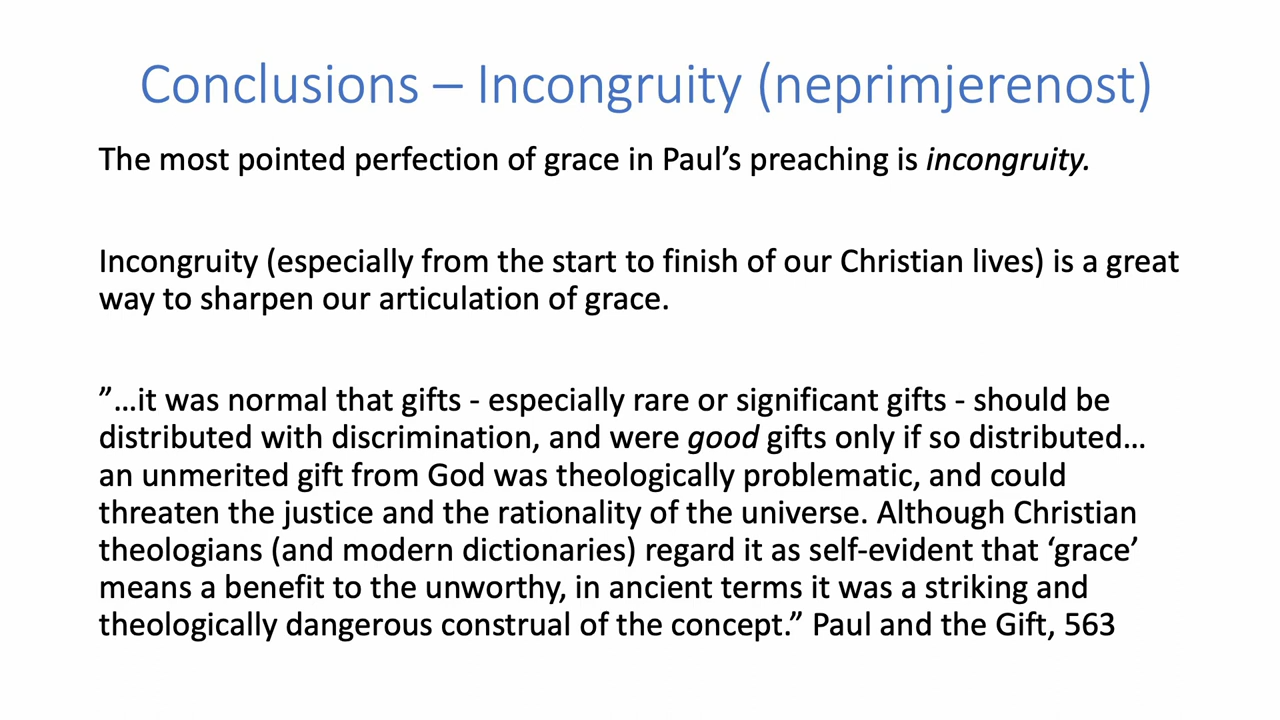 Conclusions – Incongruity (neprimjerenost)
The most pointed perfection of grace in Paul’s preaching is incongruity.
Incongruity (especially from the start to finish of our Christian lives) is a great
way to sharpen our articulation of grace.
”…it was normal that gifts - especially rare or significant gifts - should be
distributed with discrimination, and were good gifts only if so distributed…
an unmerited gift from God was theologically problematic, and could
threaten the justice and the rationality of the universe. Although Christian
theologians (and modern dictionaries) regard it as self-evident that ‘grace’
means a benefit to the unworthy, in ancient terms it was a striking and
theologically dangerous construal of the concept.” Paul and the Gift, 563